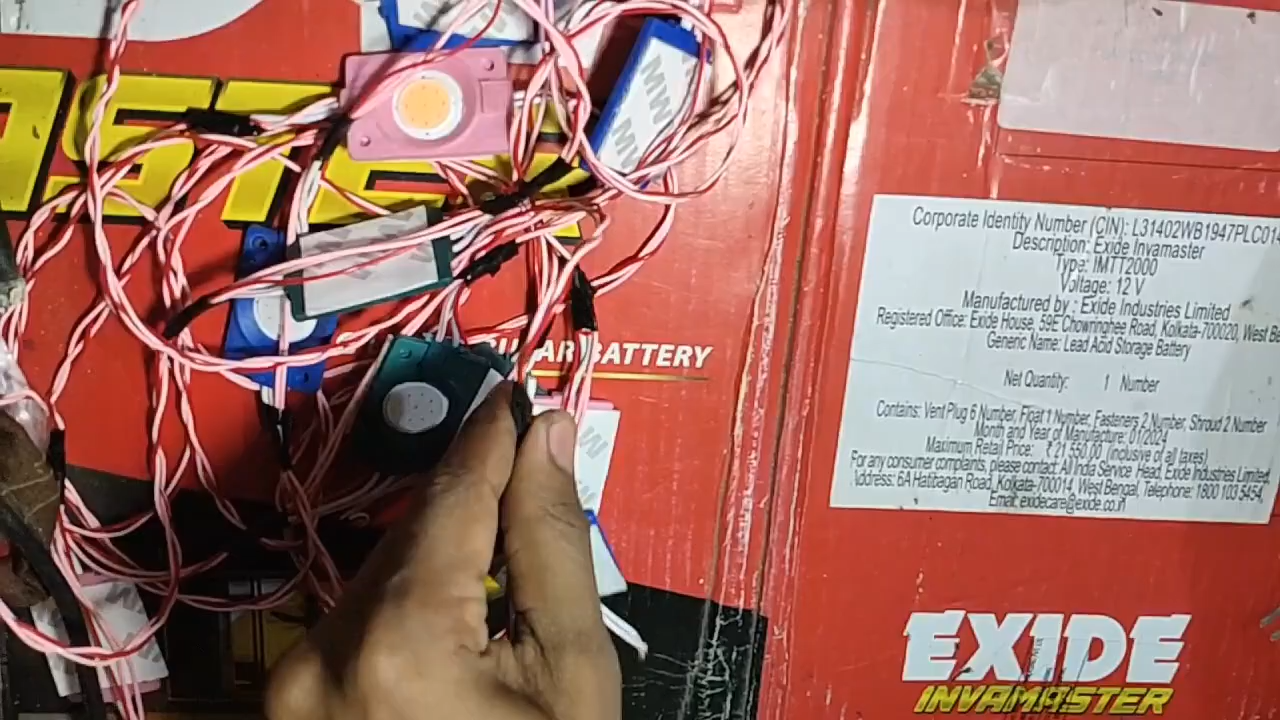 MW
MW
BATTERY
Corporate Identity Number (CIN): L31402WB1947PLC014
Description: Exide Invamaster
Type: IMTT2000
Voltage: 12 V
Manufactured by : Exide Industries Limited
Registered Office: Exide House, 59E Chowringhee Road, Kolkata-700020, West Be
Generic Name: Lead Acid Storage Battery
Net Quantity: 1 Number
Contains: Vent Plug 6 Number, Float 1 Number, Fasteners 2 Number, Shroud 2 Number
Month and Year of Manufacture: 01/2024
Maximum Retail Price: ₹ 21 550.00 (inclusive of all taxes)
For any consumer complaints, please contact: All India Service Head, Exide Industries Limited,
Address: 6A Hatibagan Road, Kolkata-700014, West Bengal, Telephone: 1800 103 5454,
Email: exidecare@exide.co.in
EXIDE
INVAMASTER